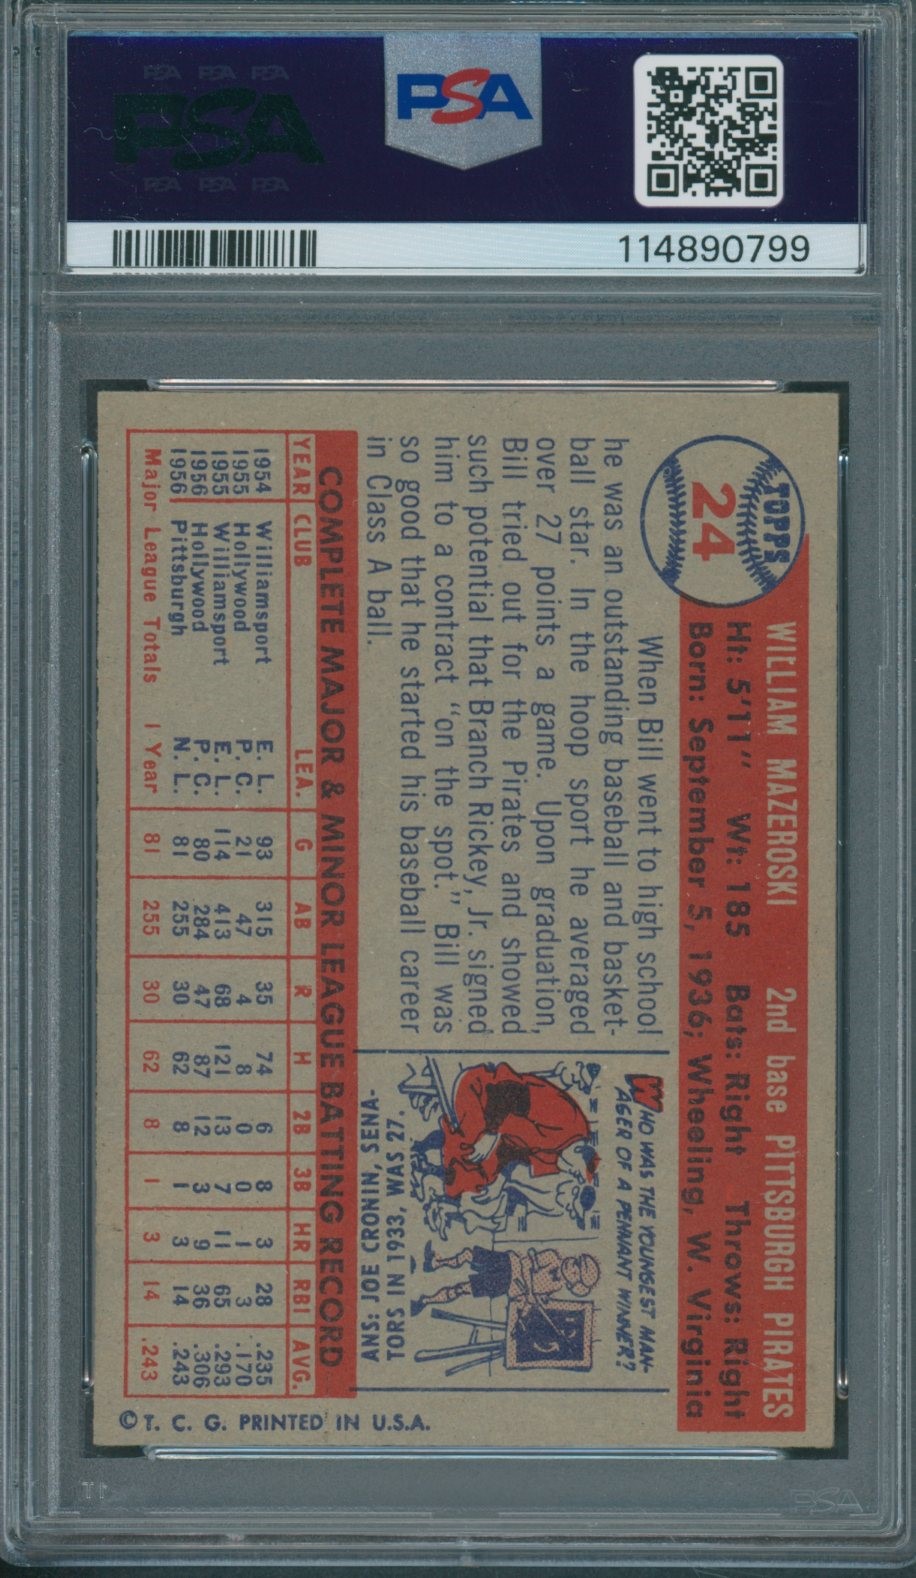 PSA PSA PSA
PSA
PSA PSA PSA
PSA
114890799
TOPPS
24
WILLIAM MAZEROSKI 2nd base PITTSBURGH PIRATES
Ht: 5'11" Wt: 185 Bats: Right Throws: Right
Born: September 5, 1936; Wheeling, W. Virginia
When Bill went to high school
he was an outstanding baseball and basket-
ball star. In the hoop sport he averaged
over 27 points a game. Upon graduation,
Bill tried out for the Pirates and showed
such potential that Branch Rickey, Jr. signed
him to a contract "on the spot." Bill was
so good that he started his baseball career
in Class A ball.
WHO WAS THE YOUNGEST MAN-
AGER OF A PENNANT WINNER?
ANS: JOE CRONIN, SENA-
TORS IN 1933, WAS 27.
COMPLETE MAJOR & MINOR LEAGUE BATTING RECORD
YEAR CLUB LEA. G AB R H 2B 3B HR RBI AVG.
1954 Williamsport E. L. 93 315 35 74 6 8 3 28 .235
1955 Hollywood P. C. 21 47 4 8 0 0 1 3 .170
1955 Williamsport E. L. 114 413 68 121 13 7 11 65 .293
1956 Hollywood P. C. 80 284 47 87 12 3 9 36 .306
1956 Pittsburgh N. L. 81 255 30 62 8 1 3 14 .243
Major League Totals 1 Year 81 255 30 62 8 1 3 14 .243
© T. C. G. PRINTED IN U.S.A.
PSA